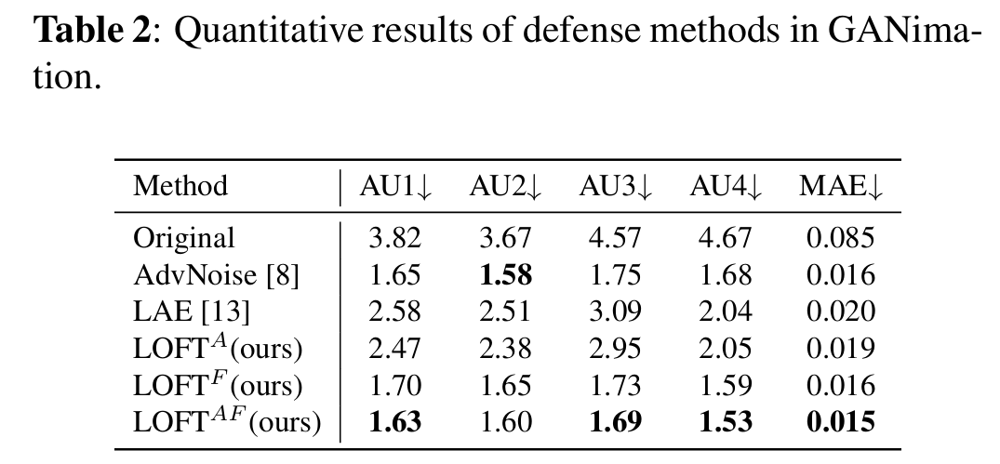 Table 2: Quantitative results of defense methods in GANima-
tion.
Method AU1↓ AU2↓ AU3↓ AU4↓ MAE↓
Original 3.82 3.67 4.57 4.67 0.085
AdvNoise [8] 1.65 1.58 1.75 1.68 0.016
LAE [13] 2.58 2.51 3.09 2.04 0.020
LOFT^A(ours) 2.47 2.38 2.95 2.05 0.019
LOFT^F(ours) 1.70 1.65 1.73 1.59 0.016
LOFT^AF(ours) 1.63 1.60 1.69 1.53 0.015